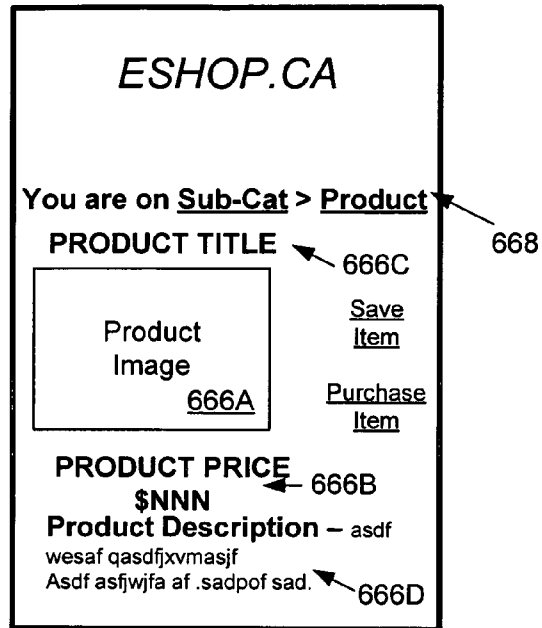 ESHOP.CA
You are on Sub-Cat > Product
668
PRODUCT TITLE
666C
Product
Image
666A
Save
Item
Purchase
Item
PRODUCT PRICE
$NNN
666B
Product Description – asdf
wesaf qasdfjxvmasjf
Asdf asfjwjfa af .sadpof sad.
666D